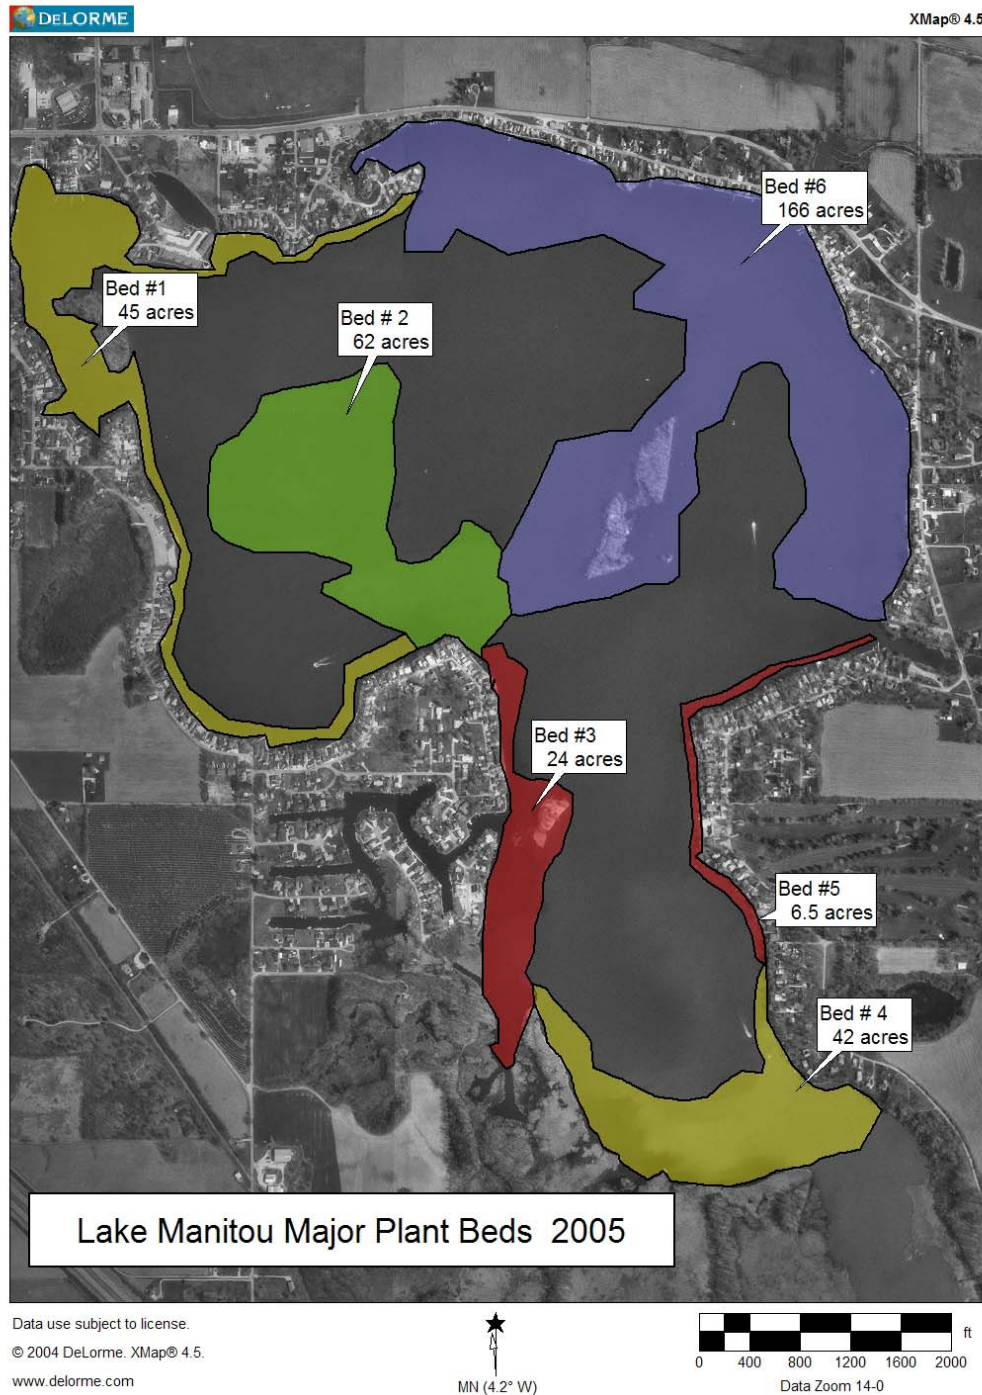 DELORME
XMap® 4.5
Bed #6
166 acres
Bed #1
45 acres
Bed # 2
62 acres
Bed #3
24 acres
Bed #5
6.5 acres
Bed # 4
42 acres
Lake Manitou Major Plant Beds 2005
Data use subject to license.
© 2004 DeLorme. XMap® 4.5.
www.delorme.com
MN (4.2° W)
ft
0 400 800 1200 1600 2000
Data Zoom 14-0